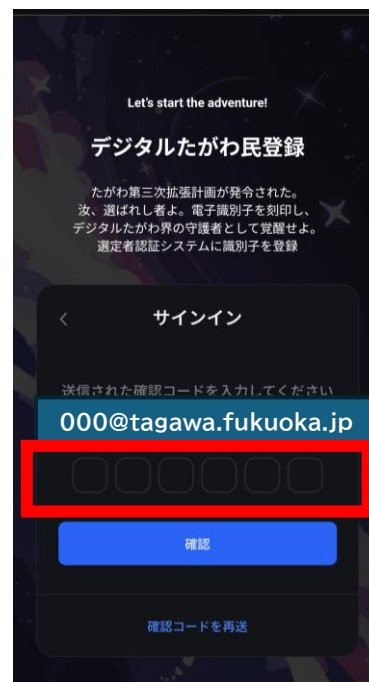 Let's start the adventure!
デジタルたがわ民登録
たがわ第三次拡張計画が発令された。
汝、選ばれし者よ。電子識別子を刻印し、
デジタルたがわ界の守護者として覚醒せよ。
選定者認証システムに識別子を登録
サインイン
送信された確認コードを入力してください
000@tagawa.fukuoka.jp
確認
確認コードを再送